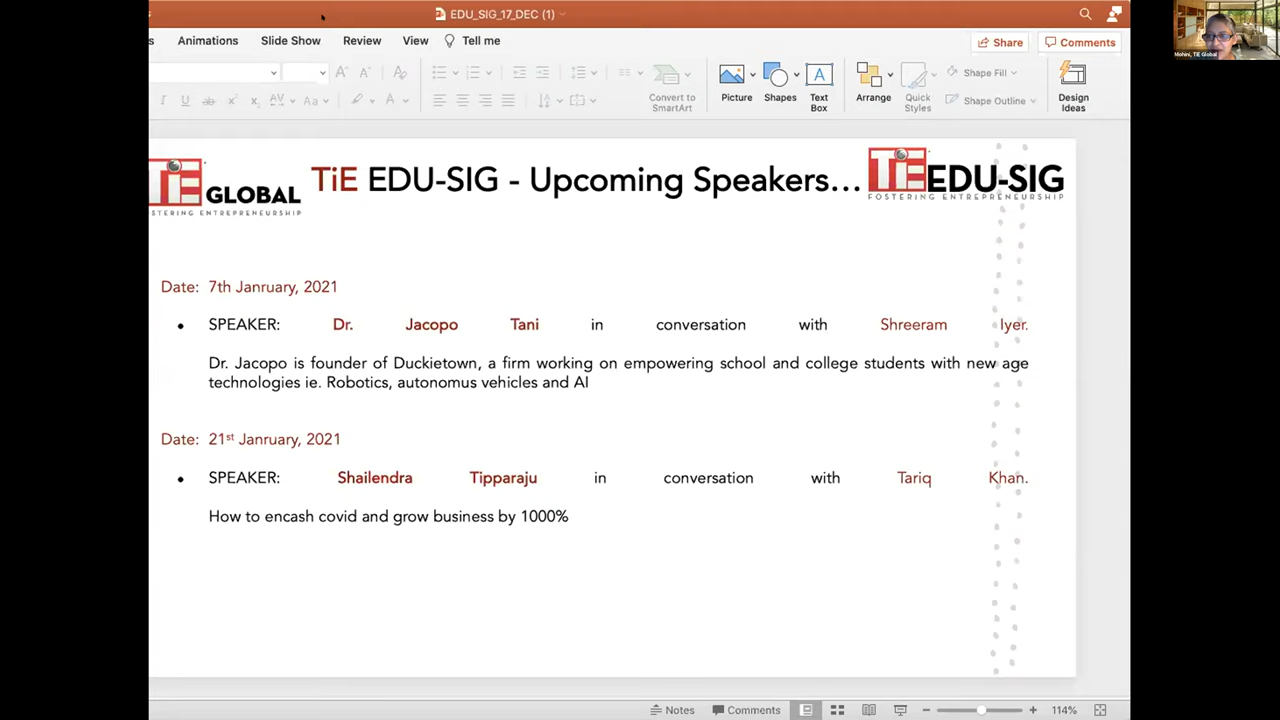 EDU_SIG_17_DEC (1)
Mohini, TiE Global
Animations Slide Show Review View Tell me
Share Comments
Convert to
SmartArt
Picture Shapes Text
Box
Arrange Quick
Styles
Shape Fill
Shape Outline
Design
Ideas
TiE GLOBAL
OSTERING ENTREPRENEURSHIP
TiE EDU-SIG - Upcoming Speakers...
TiE EDU-SIG
FOSTERING ENTREPRENEURSHIP
Date: 7th Janruary, 2021
• SPEAKER: Dr. Jacopo Tani in conversation with Shreeram Iyer.
Dr. Jacopo is founder of Duckietown, a firm working on empowering school and college students with new age
technologies ie. Robotics, autonomus vehicles and AI
Date: 21st Janruary, 2021
• SPEAKER: Shailendra Tipparaju in conversation with Tariq Khan.
How to encash covid and grow business by 1000%
Notes Comments 114%